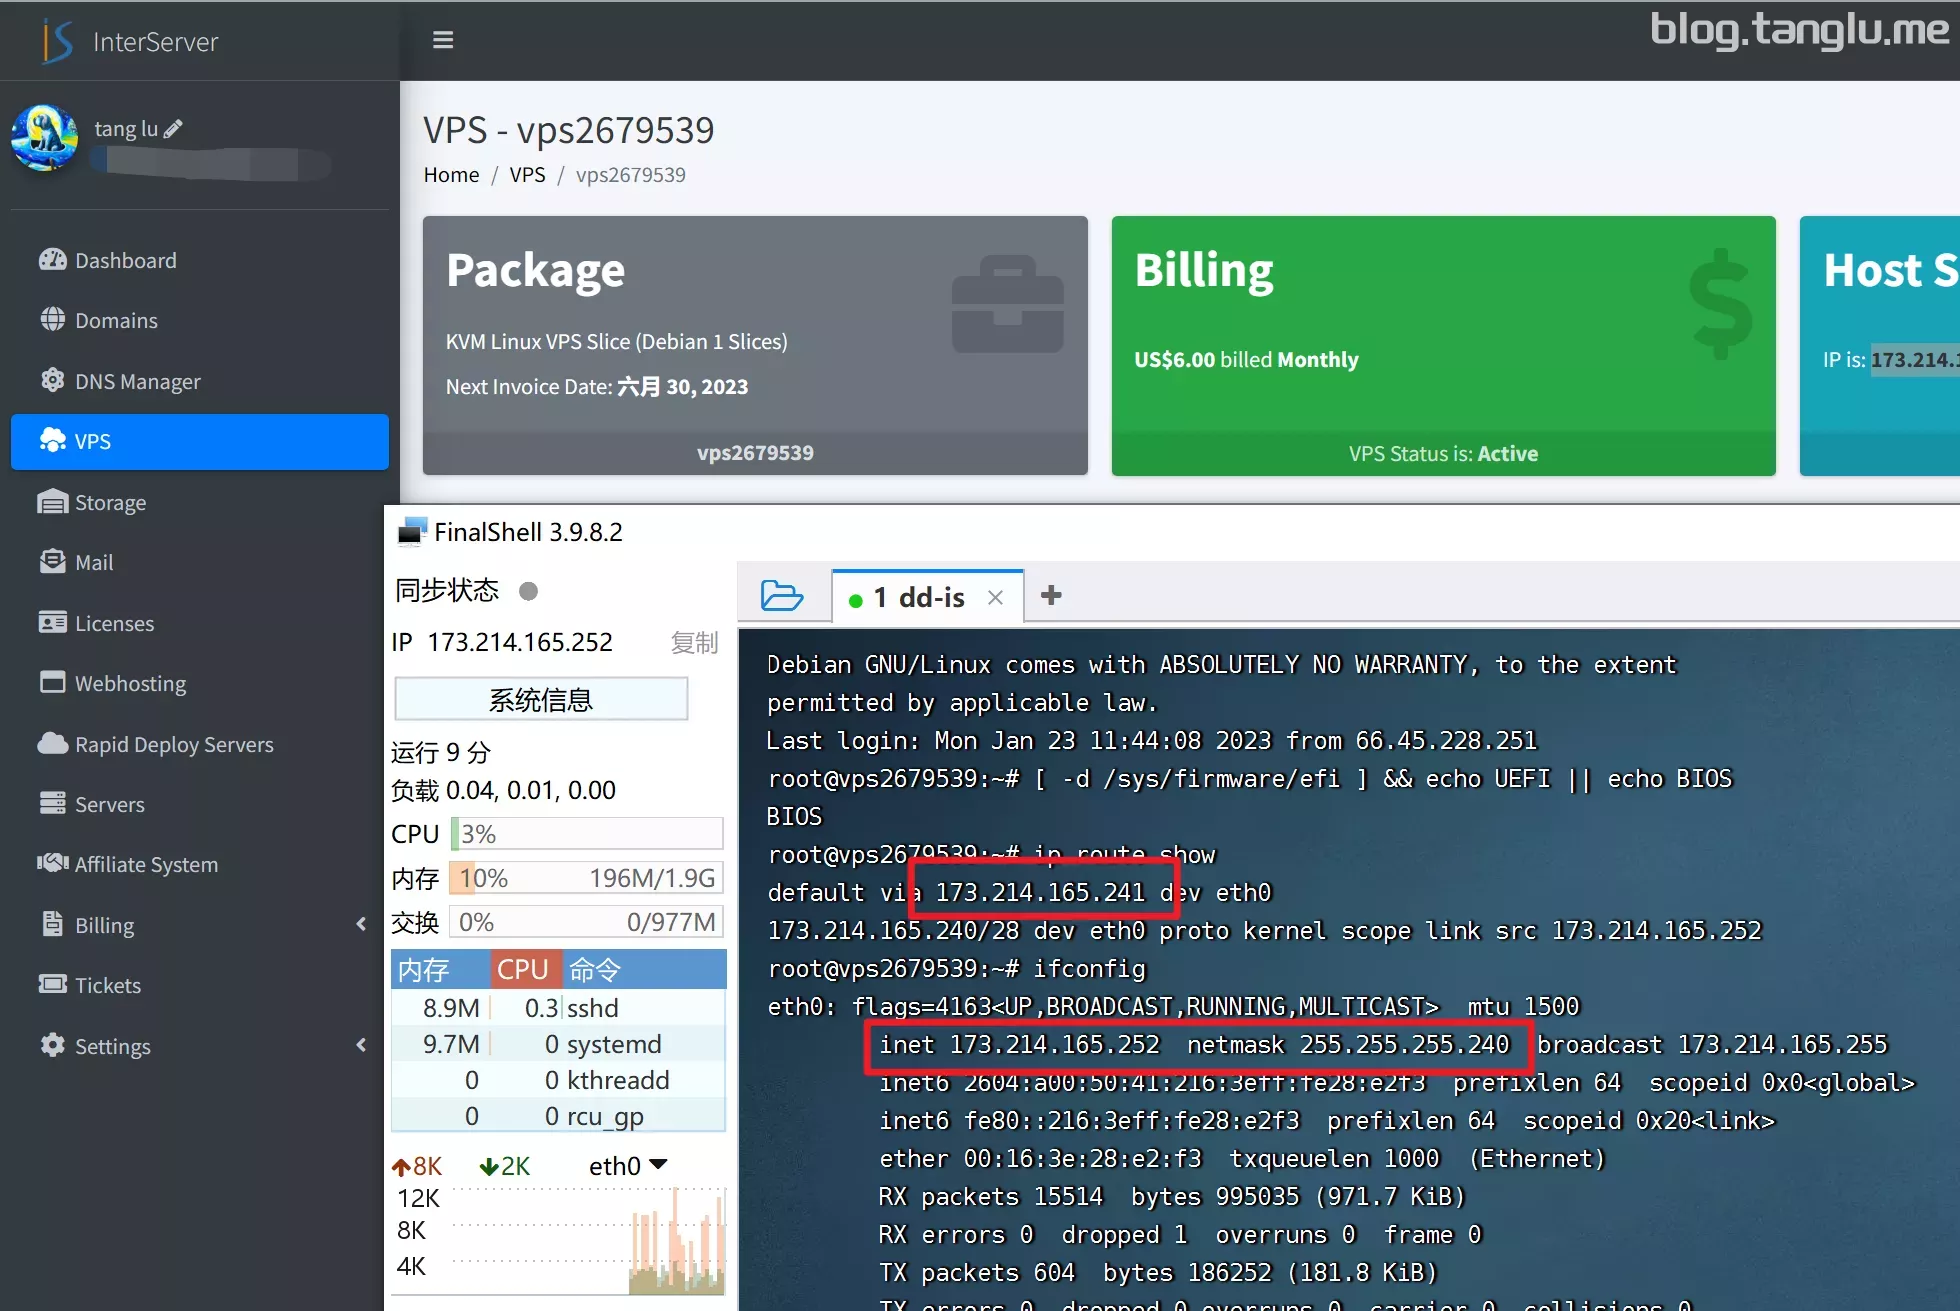 InterServer
blog.tanglu.me
tang lu
Dashboard
Domains
DNS Manager
VPS
Storage
Mail
Licenses
Webhosting
Rapid Deploy Servers
Servers
Affiliate System
Billing
Tickets
Settings
VPS - vps2679539
Home / VPS / vps2679539
Package
KVM Linux VPS Slice (Debian 1 Slices)
Next Invoice Date: 六月 30, 2023
vps2679539
Billing
$
US$6.00 billed Monthly
VPS Status is: Active
Host S
IP is: 173.214.1
FinalShell 3.9.8.2
同步状态
IP 173.214.165.252 复制
系统信息
运行 9 分
负载 0.04, 0.01, 0.00
CPU 3%
内存 10% 196M/1.9G
交换 0% 0/977M
内存 CPU 命令
8.9M 0.3 sshd
9.7M 0 systemd
0 0 kthreadd
0 0 rcu_gp
8K 2K eth0
12K
8K
4K
1 dd-is
Debian GNU/Linux comes with ABSOLUTELY NO WARRANTY, to the extent
permitted by applicable law.
Last login: Mon Jan 23 11:44:08 2023 from 66.45.228.251
root@vps2679539:~# [ -d /sys/firmware/efi ] && echo UEFI || echo BIOS
BIOS
root@vps2679539:~# ip route show
default via 173.214.165.241 dev eth0
173.214.165.240/28 dev eth0 proto kernel scope link src 173.214.165.252
root@vps2679539:~# ifconfig
eth0: flags=4163<UP,BROADCAST,RUNNING,MULTICAST> mtu 1500
inet 173.214.165.252 netmask 255.255.255.240 broadcast 173.214.165.255
inet6 2604:a00:50:41:216:3eff:fe28:e2f3 prefixlen 64 scopeid 0x0<global>
inet6 fe80::216:3eff:fe28:e2f3 prefixlen 64 scopeid 0x20<link>
ether 00:16:3e:28:e2:f3 txqueuelen 1000 (Ethernet)
RX packets 15514 bytes 995035 (971.7 KiB)
RX errors 0 dropped 1 overruns 0 frame 0
TX packets 604 bytes 186252 (181.8 KiB)
TX errors 0 dropped 0 overruns 0 carrier 0 collisions 0